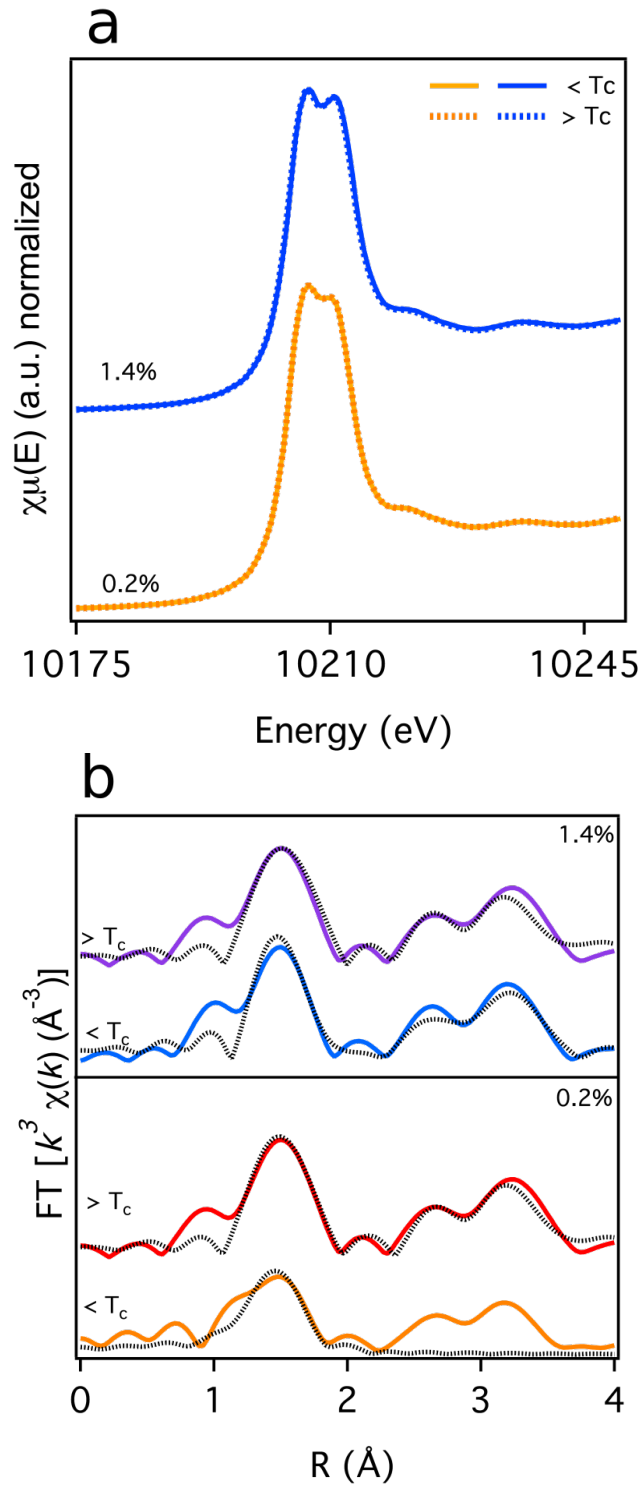 a
< Tc
> Tc
χμ(E) (a.u.) normalized
1.4%
0.2%
10175 10210 10245
Energy (eV)
b
1.4%
> Tc
< Tc
FT [k³ χ(k) (Å⁻³)]
0.2%
> Tc
< Tc
0 1 2 3 4
R (Å)